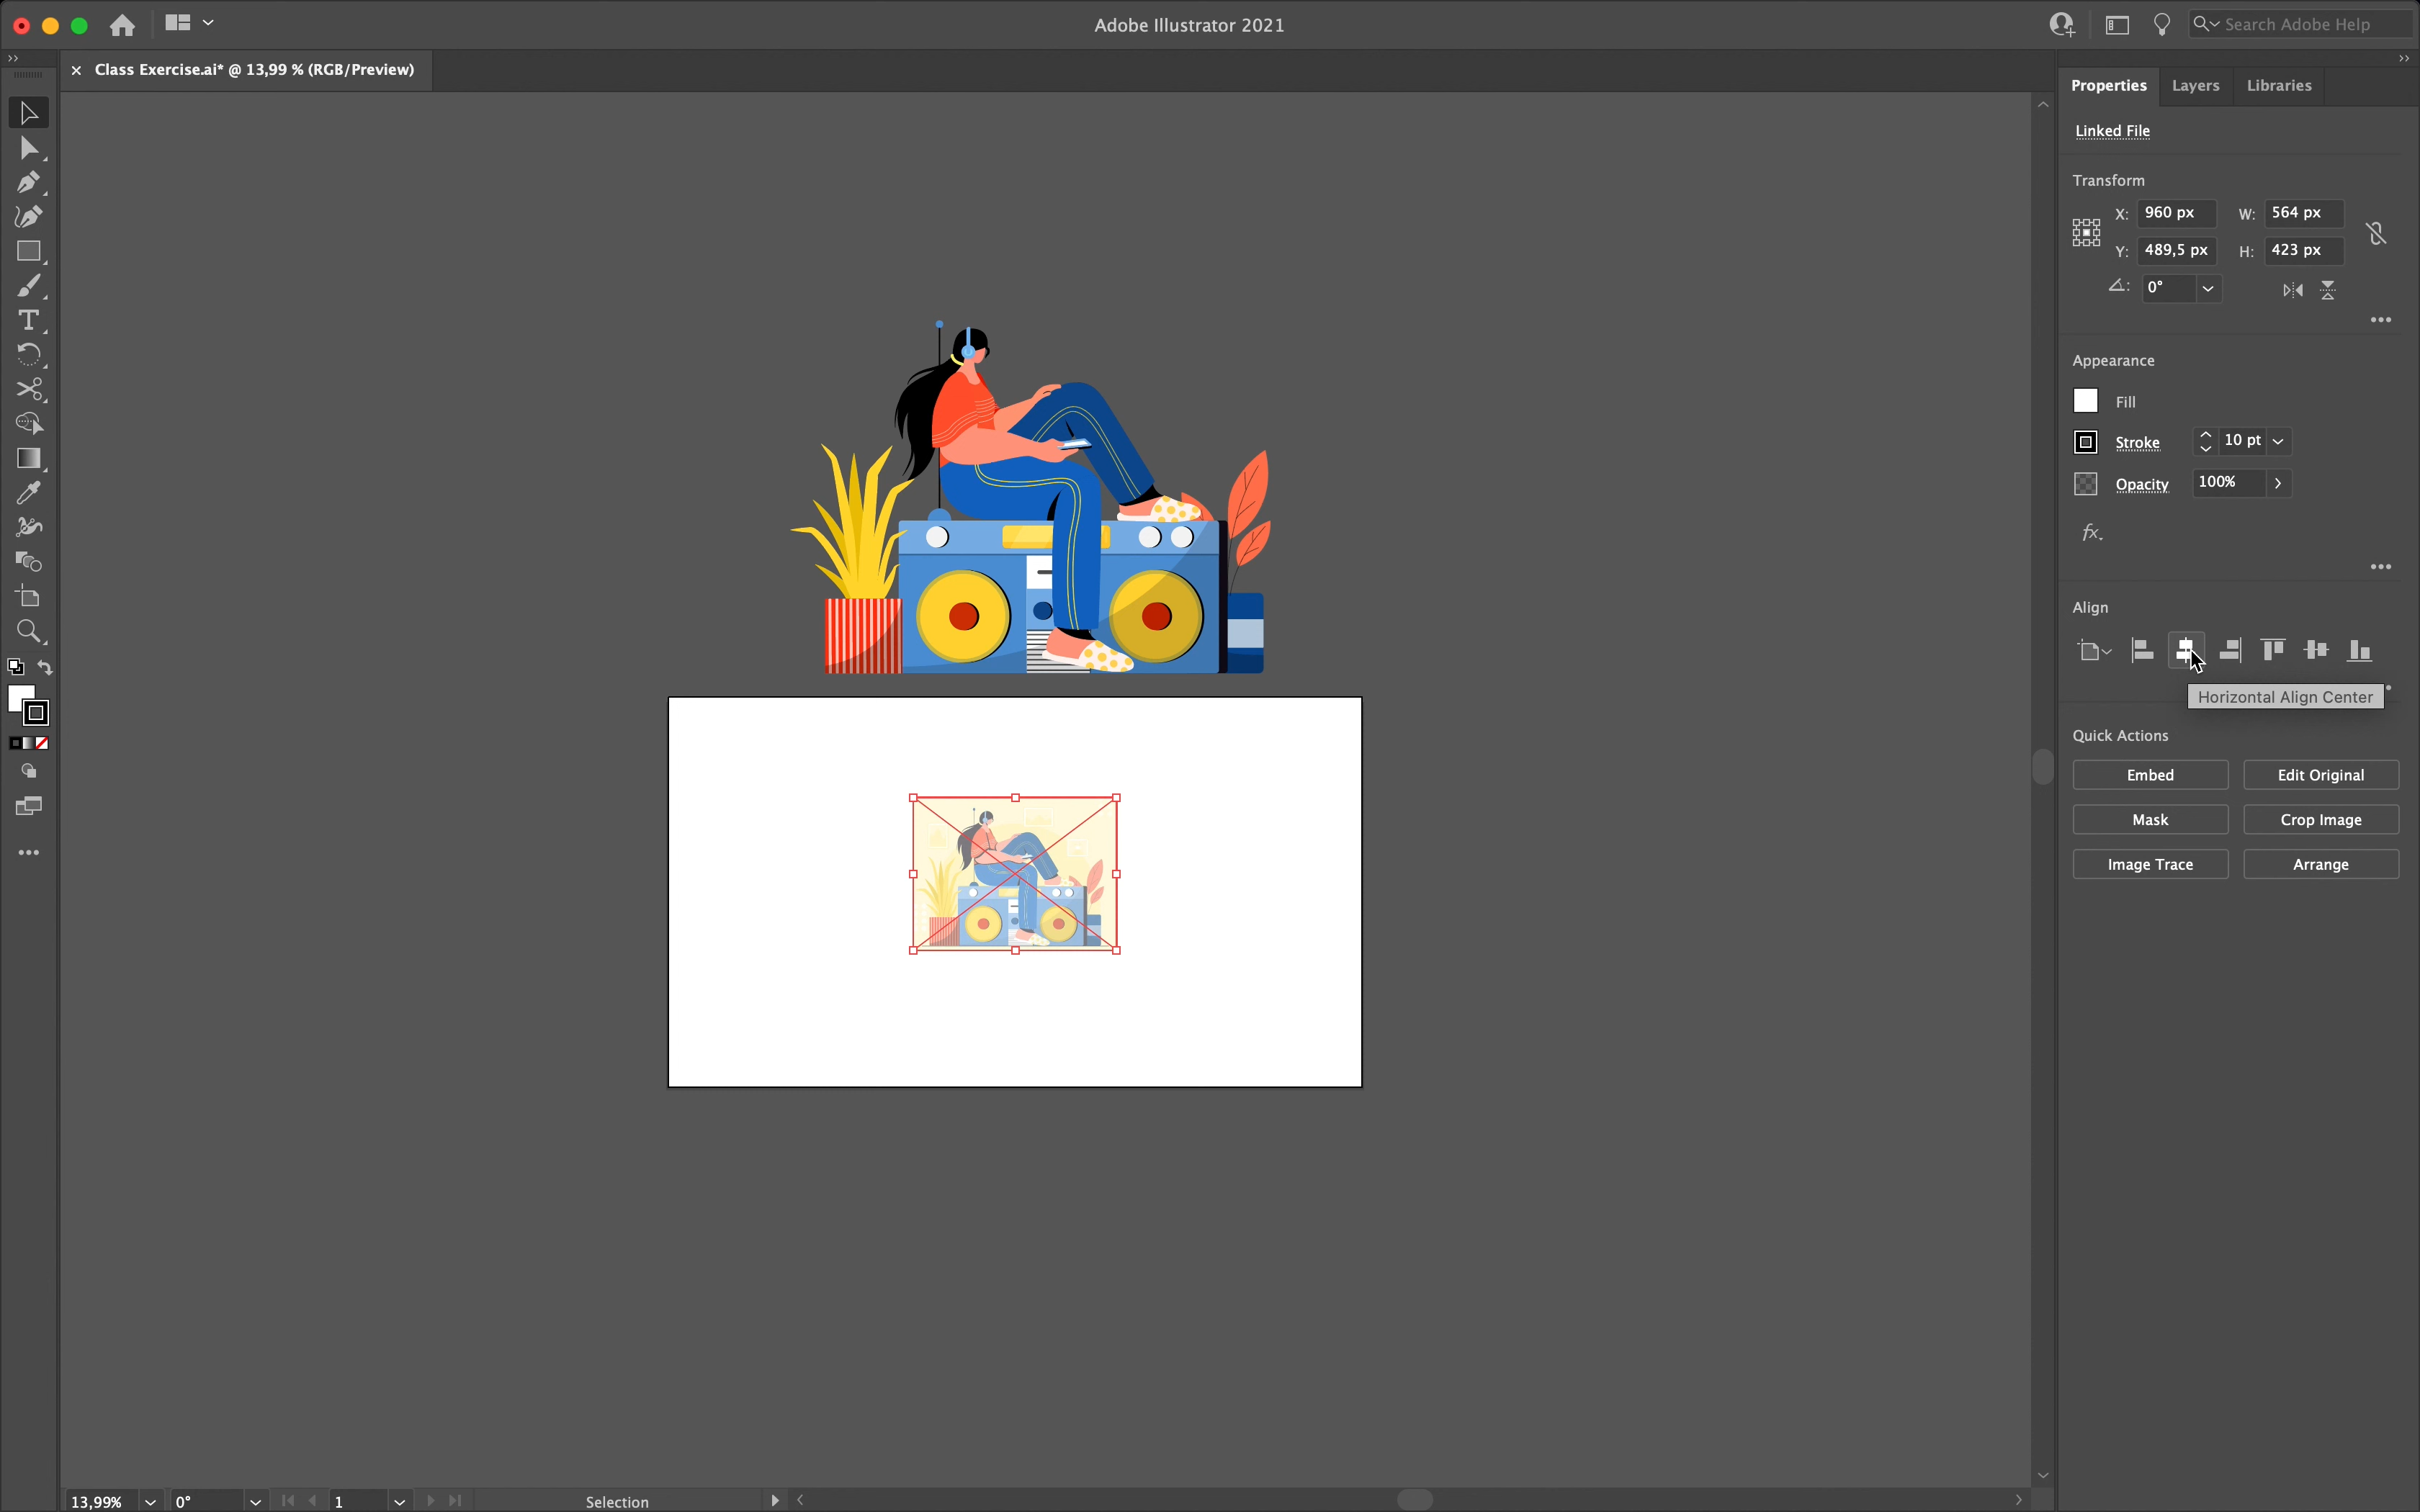 Adobe Illustrator 2021
Search Adobe Help
Class Exercise.ai* @ 13,99 % (RGB/Preview)
Properties Layers Libraries
Linked File
Transform
X: 960 px W: 564 px
Y: 489,5 px H: 423 px
0°
Appearance
Fill
Stroke 10 pt
Opacity 100%
fx.
Align
Horizontal Align Center
Quick Actions
Embed Edit Original
Mask Crop Image
Image Trace Arrange
13,99% 0° 1 Selection